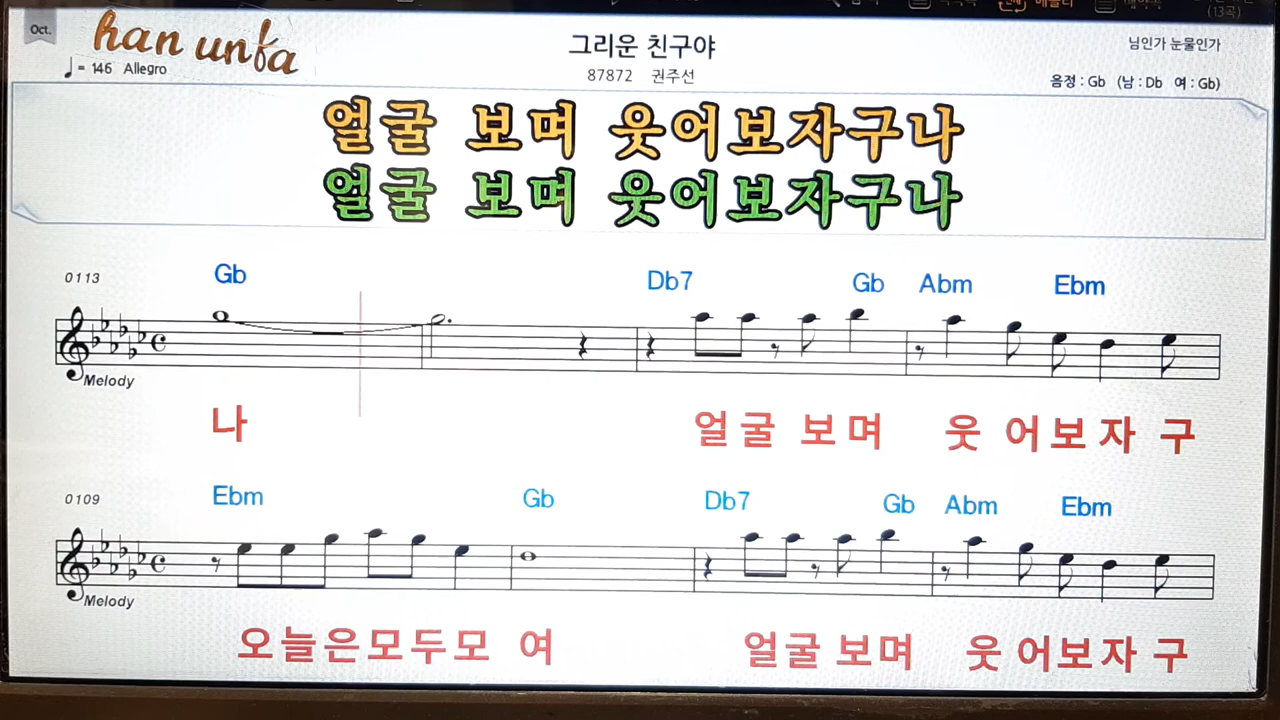 (13곡)
Oct.
han unfa
♩= 146 Allegro
그리운 친구야
87872 권주선
님인가 눈물인가
음정 : Gb (남 : Db 여 : Gb)
얼굴 보며 웃어보자구나
얼굴 보며 웃어보자구나
0113
Gb Db7 Gb Abm Ebm
Melody
나 얼굴 보며 웃 어보자 구
0109
Ebm Gb Db7 Gb Abm Ebm
Melody
오늘은모두모 여 얼굴 보며 웃 어보자 구